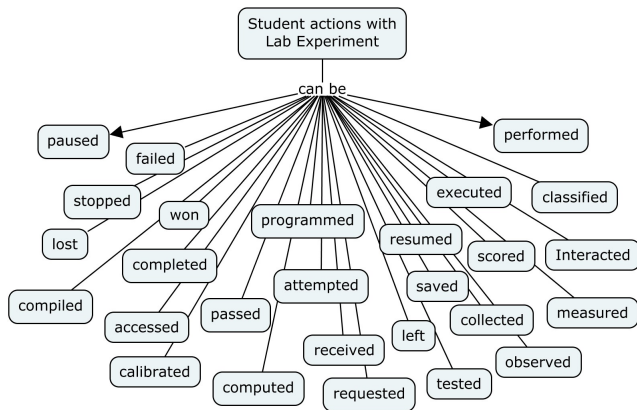 Student actions with
Lab Experiment
can be
paused
performed
failed
stopped
executed
classified
won
lost
programmed
resumed
scored
Interacted
completed
attempted
saved
compiled
accessed
passed
collected
measured
left
received
observed
calibrated
computed
requested
tested